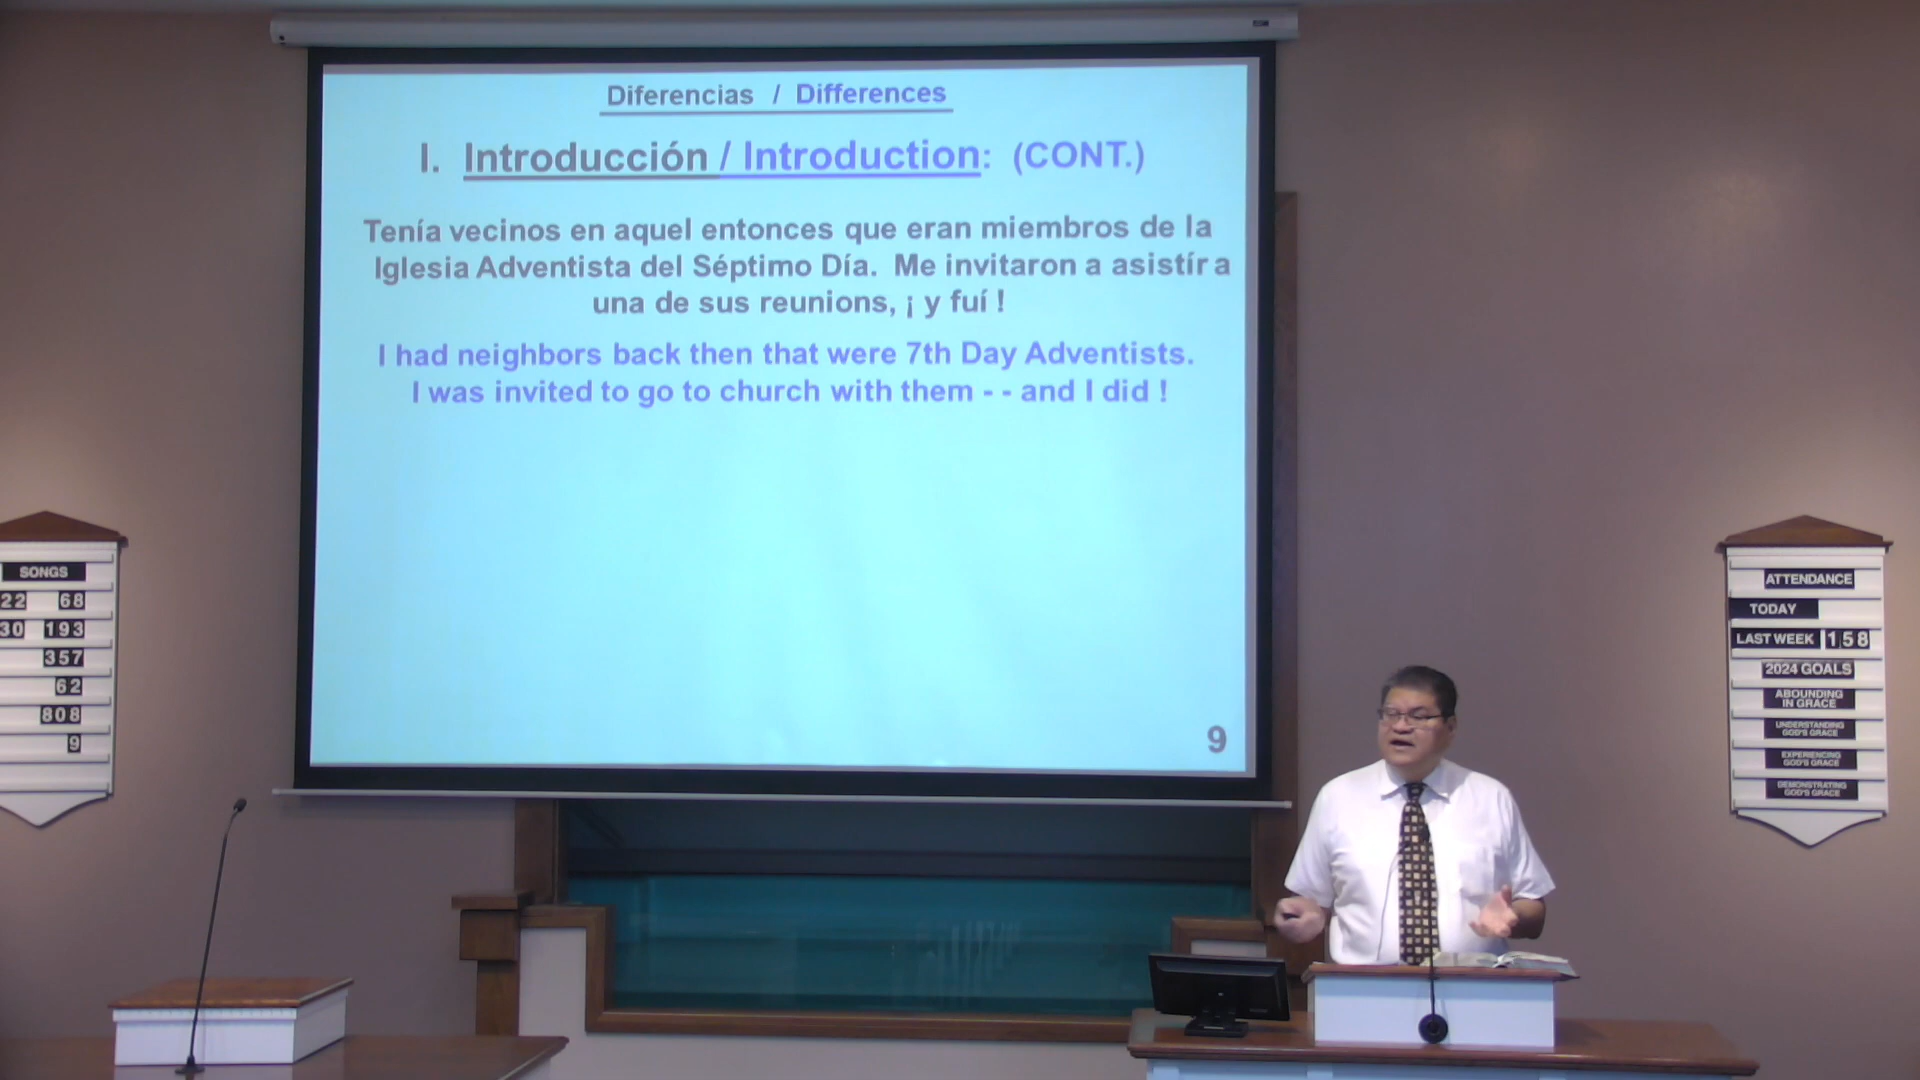 Diferencias / Differences
I. Introducción / Introduction: (CONT.)
Tenía vecinos en aquel entonces que eran miembros de la
Iglesia Adventista del Séptimo Día. Me invitaron a asistír a
una de sus reunions, ¡ y fuí !
I had neighbors back then that were 7th Day Adventists.
I was invited to go to church with them - - and I did !
9
SONGS
22 68
30 193
357
62
808
9
ATTENDANCE
TODAY
LAST WEEK 158
2024 GOALS
ABOUNDING
IN GRACE
UNDERSTANDING
GOD'S GRACE
EXPERIENCING
GOD'S GRACE
DEMONSTRATING
GOD'S GRACE